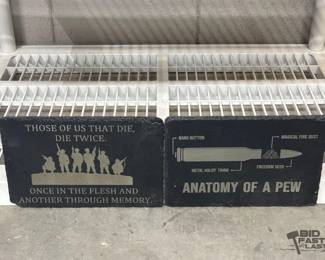 THOSE OF US THAT DIE,
DIE TWICE.
ONCE IN THE FLESH AND
ANOTHER THROUGH MEMORY.
BANG BUTTON
MAGICAL FIRE DUST
METAL HOLDY THING
FREEDOM SEED
ANATOMY OF A PEW
BID
FAST &
LAST